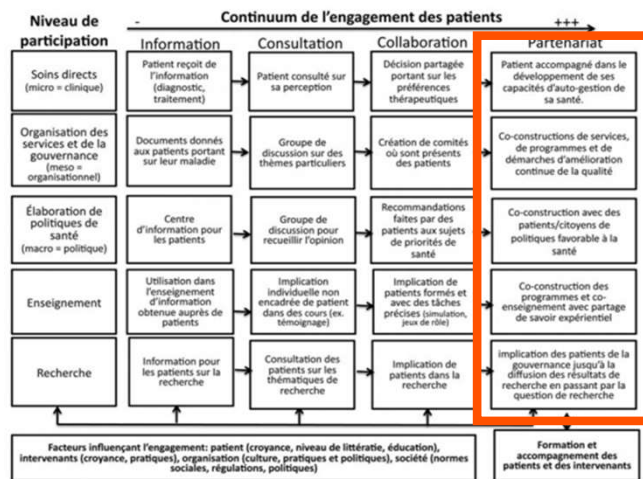 Niveau de
participation
-
Continuum de l'engagement des patients
+++
Information
Consultation
Collaboration
Partenariat
Soins directs
(micro = clinique)
Patient reçoit de
l'information
(diagnostic,
traitement)
Patient consulté sur
sa perception
Décision partagée
portant sur les
préférences
thérapeutiques
Patient accompagné dans le
développement de ses
capacités d'auto-gestion de
sa santé.
Organisation des
services et de la
gouvernance
(meso = organisationnel)
Documents donnés
aux patients portant
sur leur maladie
Groupe de
discussion sur des
thèmes particuliers
Création de comités
où sont présents
des patients
Co-constructions de services,
de programmes et de
démarches d'amélioration
continue de la qualité
Élaboration de
politiques de
santé
(macro = politique)
Centre
d'information pour
les patients
Groupe de
discussion pour
recueillir l'opinion
Recommandations
faites par des
patients aux sujets
de priorités de
santé
Co-construction avec des
patients/citoyens de
politiques favorable à la
santé
Enseignement
Utilisation dans
l'enseignement
d'information
obtenue auprès de
patients
Implication
individuelle non
encadrée de patient
dans des cours (ex.
témoignage)
Implication de
patients formés et
avec des tâches
précises (simulation,
jeux de rôle)
Co-construction des
programmes et co-
enseignement avec partage
de savoir expérientiel
Recherche
Information pour
les patients sur la
recherche
Consultation des
patients sur les
thématiques de
recherche
Implication de
patients dans la
recherche
implication des patients de la
gouvernance jusqu'à la
diffusion des résultats de
recherche en passant par la
question de recherche
Facteurs influençant l'engagement: patient (croyance, niveau de littératie, éducation),
intervenants (croyance, pratiques), organisation (culture, pratiques et politiques), société (normes
sociales, régulations, politiques)
Formation et
accompagnement des
patients et des intervenants